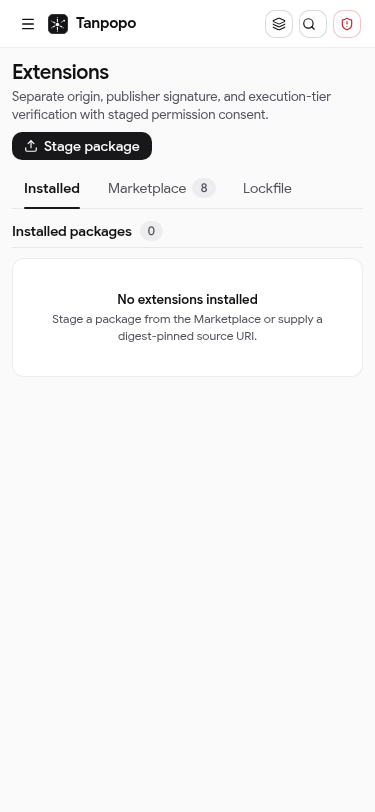 Tanpopo
Extensions
Separate origin, publisher signature, and execution-tier
verification with staged permission consent.
Stage package
Installed
Marketplace 8
Lockfile
Installed packages 0
No extensions installed
Stage a package from the Marketplace or supply a
digest-pinned source URI.